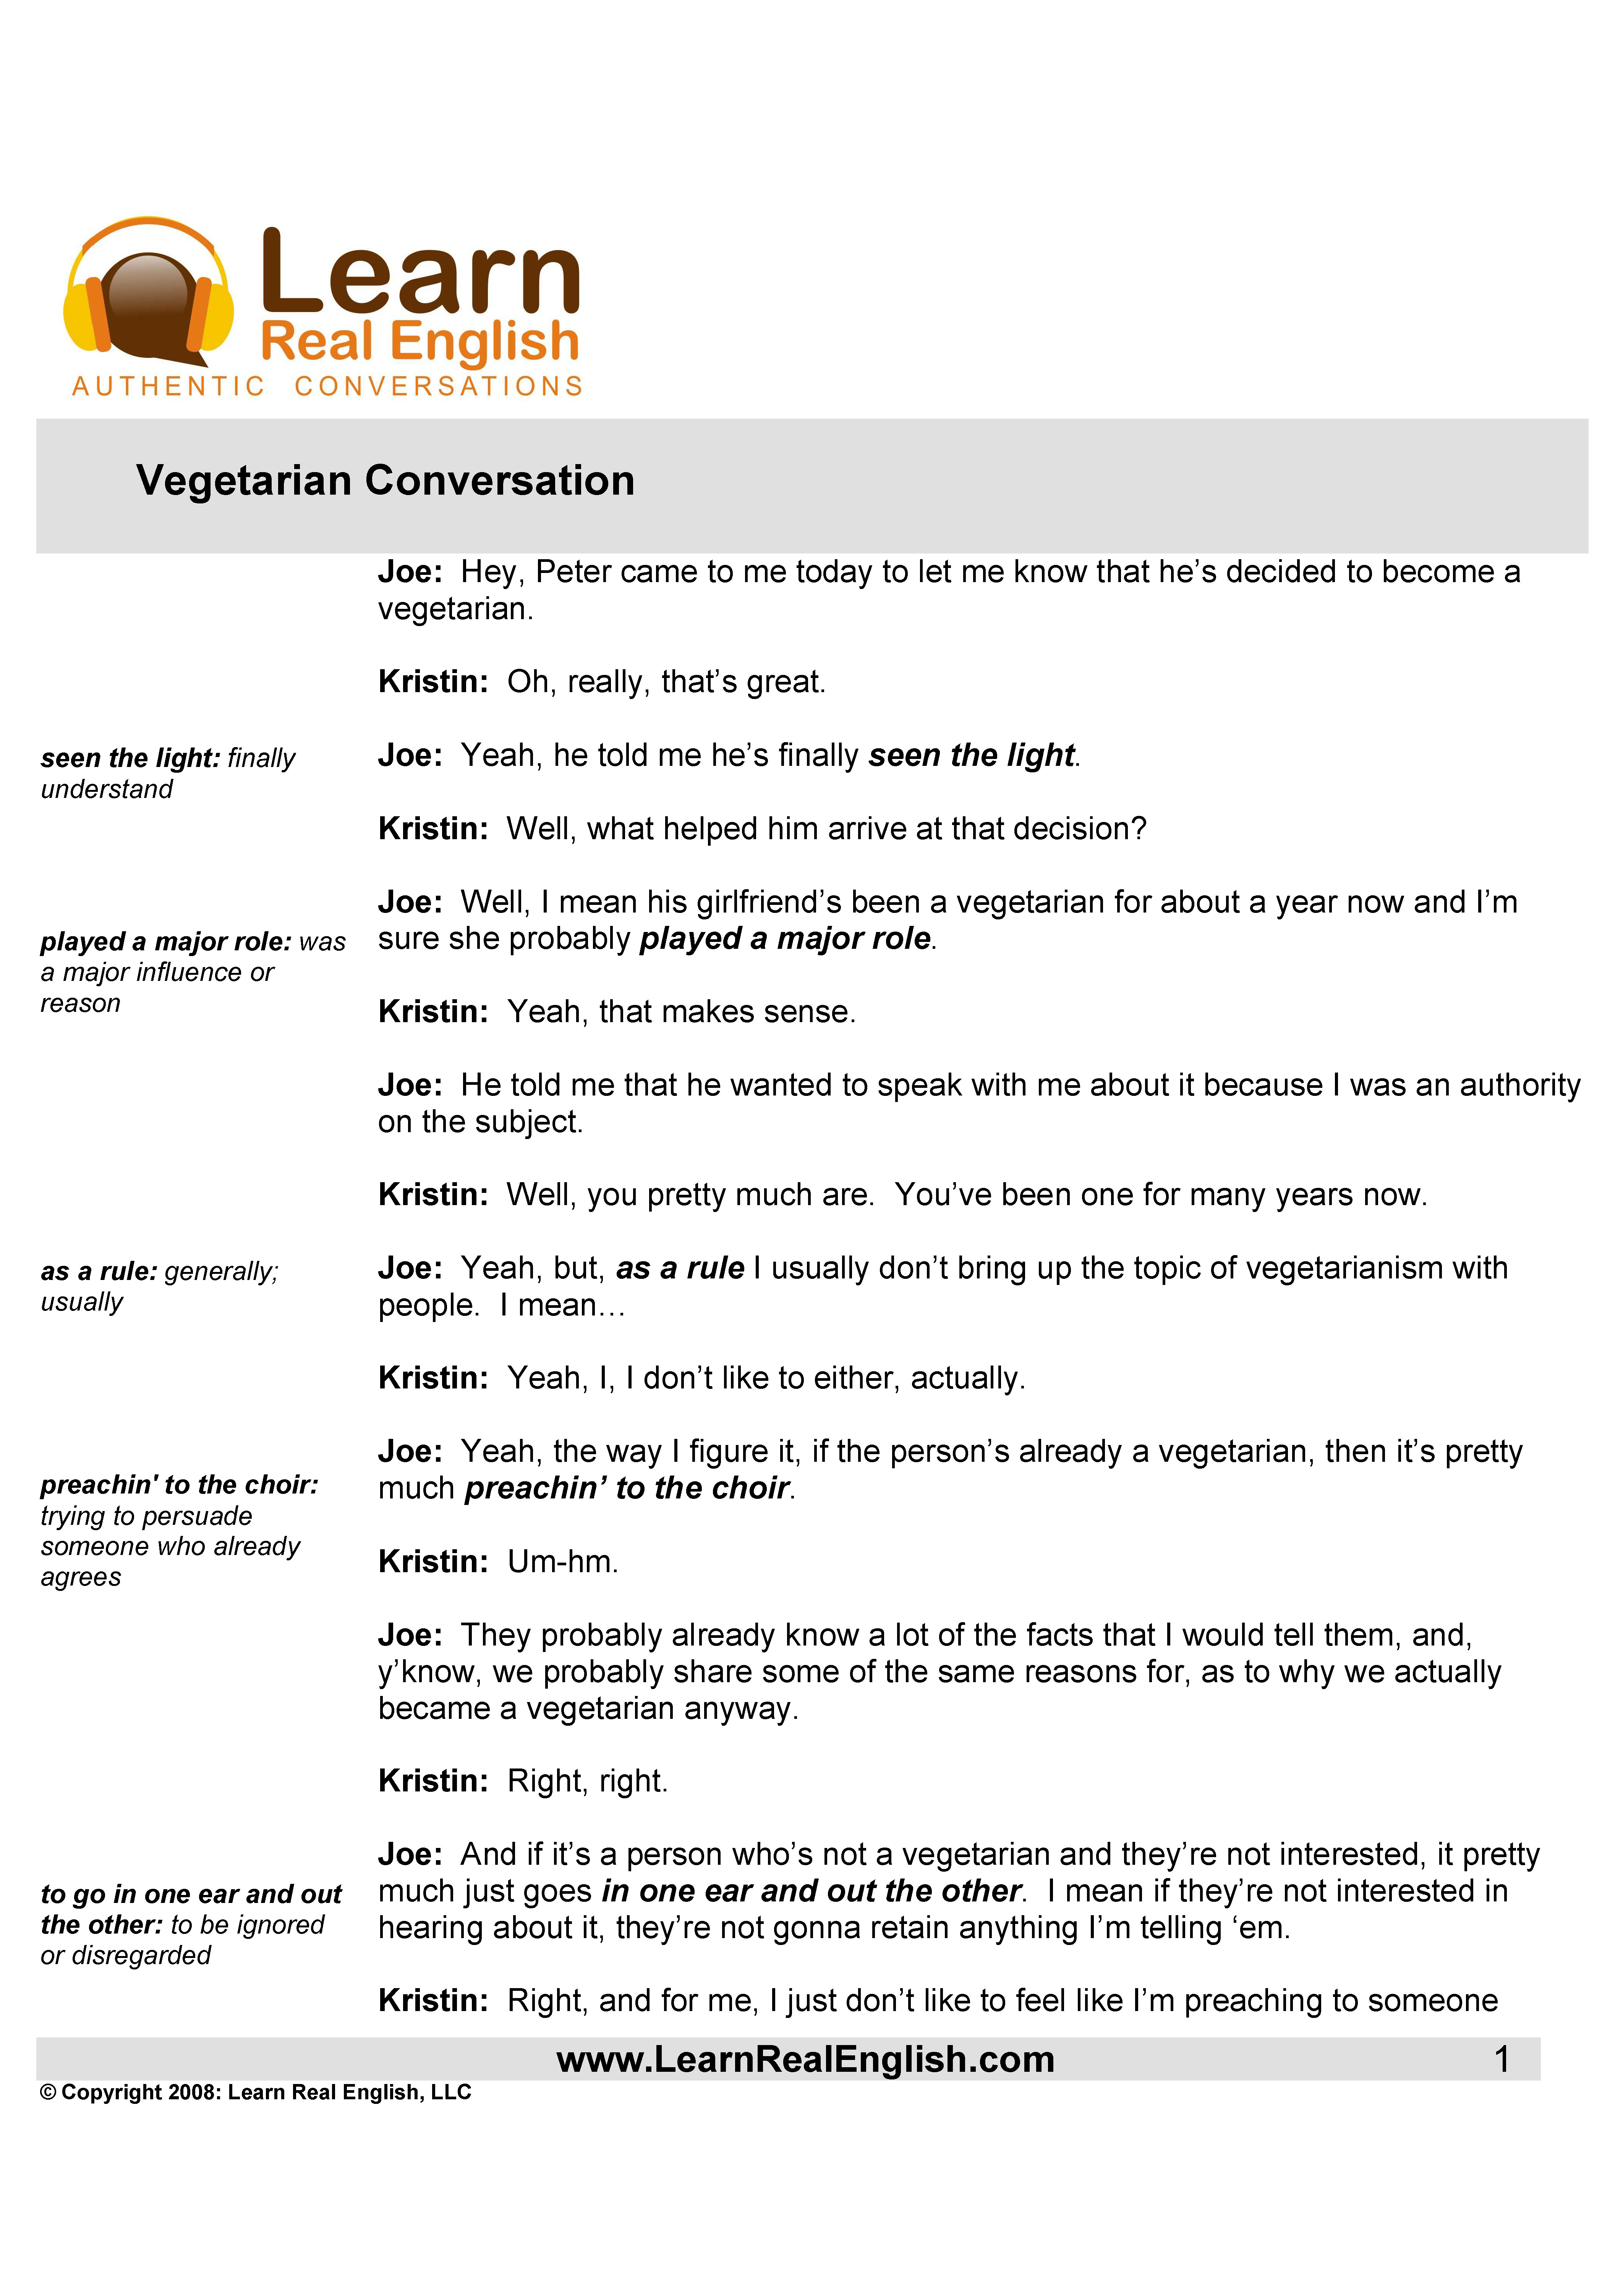 Learn
Real English
AUTHENTIC CONVERSATIONS
Vegetarian Conversation
Joe: Hey, Peter came to me today to let me know that he's decided to become a
vegetarian.
Kristin: Oh, really, that's great.
seen the light: finally
understand
Joe: Yeah, he told me he's finally seen the light.
Kristin: Well, what helped him arrive at that decision?
Joe: Well, I mean his girlfriend's been a vegetarian for about a year now and I'm
sure she probably played a major role.
played a major role: was
a major influence or
reason
Kristin: Yeah, that makes sense.
Joe: He told me that he wanted to speak with me about it because I was an authority
on the subject.
Kristin: Well, you pretty much are. You've been one for many years now.
as a rule: generally;
usually
Joe: Yeah, but, as a rule I usually don't bring up the topic of vegetarianism with
people. I mean…
Kristin: Yeah, I, I don't like to either, actually.
Joe: Yeah, the way I figure it, if the person's already a vegetarian, then it's pretty
much preachin' to the choir.
preachin' to the choir:
trying to persuade
someone who already
agrees
Kristin: Um-hm.
Joe: They probably already know a lot of the facts that I would tell them, and,
y'know, we probably share some of the same reasons for, as to why we actually
became a vegetarian anyway.
Kristin: Right, right.
Joe: And if it's a person who's not a vegetarian and they're not interested, it pretty
much just goes in one ear and out the other. I mean if they're not interested in
hearing about it, they're not gonna retain anything I'm telling ‘em.
to go in one ear and out
the other: to be ignored
or disregarded
Kristin: Right, and for me, I just don't like to feel like I'm preaching to someone
www.LearnRealEnglish.com 1
© Copyright 2008: Learn Real English, LLC